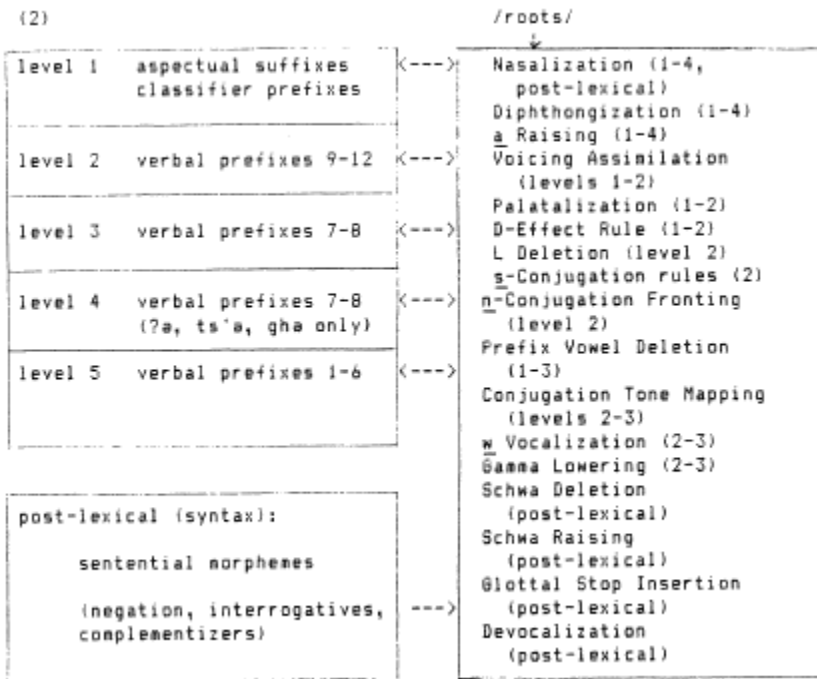 (2)
/roots/
level 1 aspectual suffixes
classifier prefixes
<--->
level 2 verbal prefixes 9-12
<--->
level 3 verbal prefixes 7-8
<--->
level 4 verbal prefixes 7-8
(?ə, ts'ə, ghə only)
<--->
level 5 verbal prefixes 1-6
<--->
post-lexical (syntax):
sentential morphemes
(negation, interrogatives,
complementizers)
--->
Nasalization (1-4,
post-lexical)
Diphthongization (1-4)
a Raising (1-4)
Voicing Assimilation
(levels 1-2)
Palatalization (1-2)
D-Effect Rule (1-2)
L Deletion (level 2)
s-Conjugation rules (2)
n-Conjugation Fronting
(level 2)
Prefix Vowel Deletion
(1-3)
Conjugation Tone Mapping
(levels 2-3)
w Vocalization (2-3)
Gamma Lowering (2-3)
Schwa Deletion
(post-lexical)
Schwa Raising
(post-lexical)
Glottal Stop Insertion
(post-lexical)
Devocalization
(post-lexical)